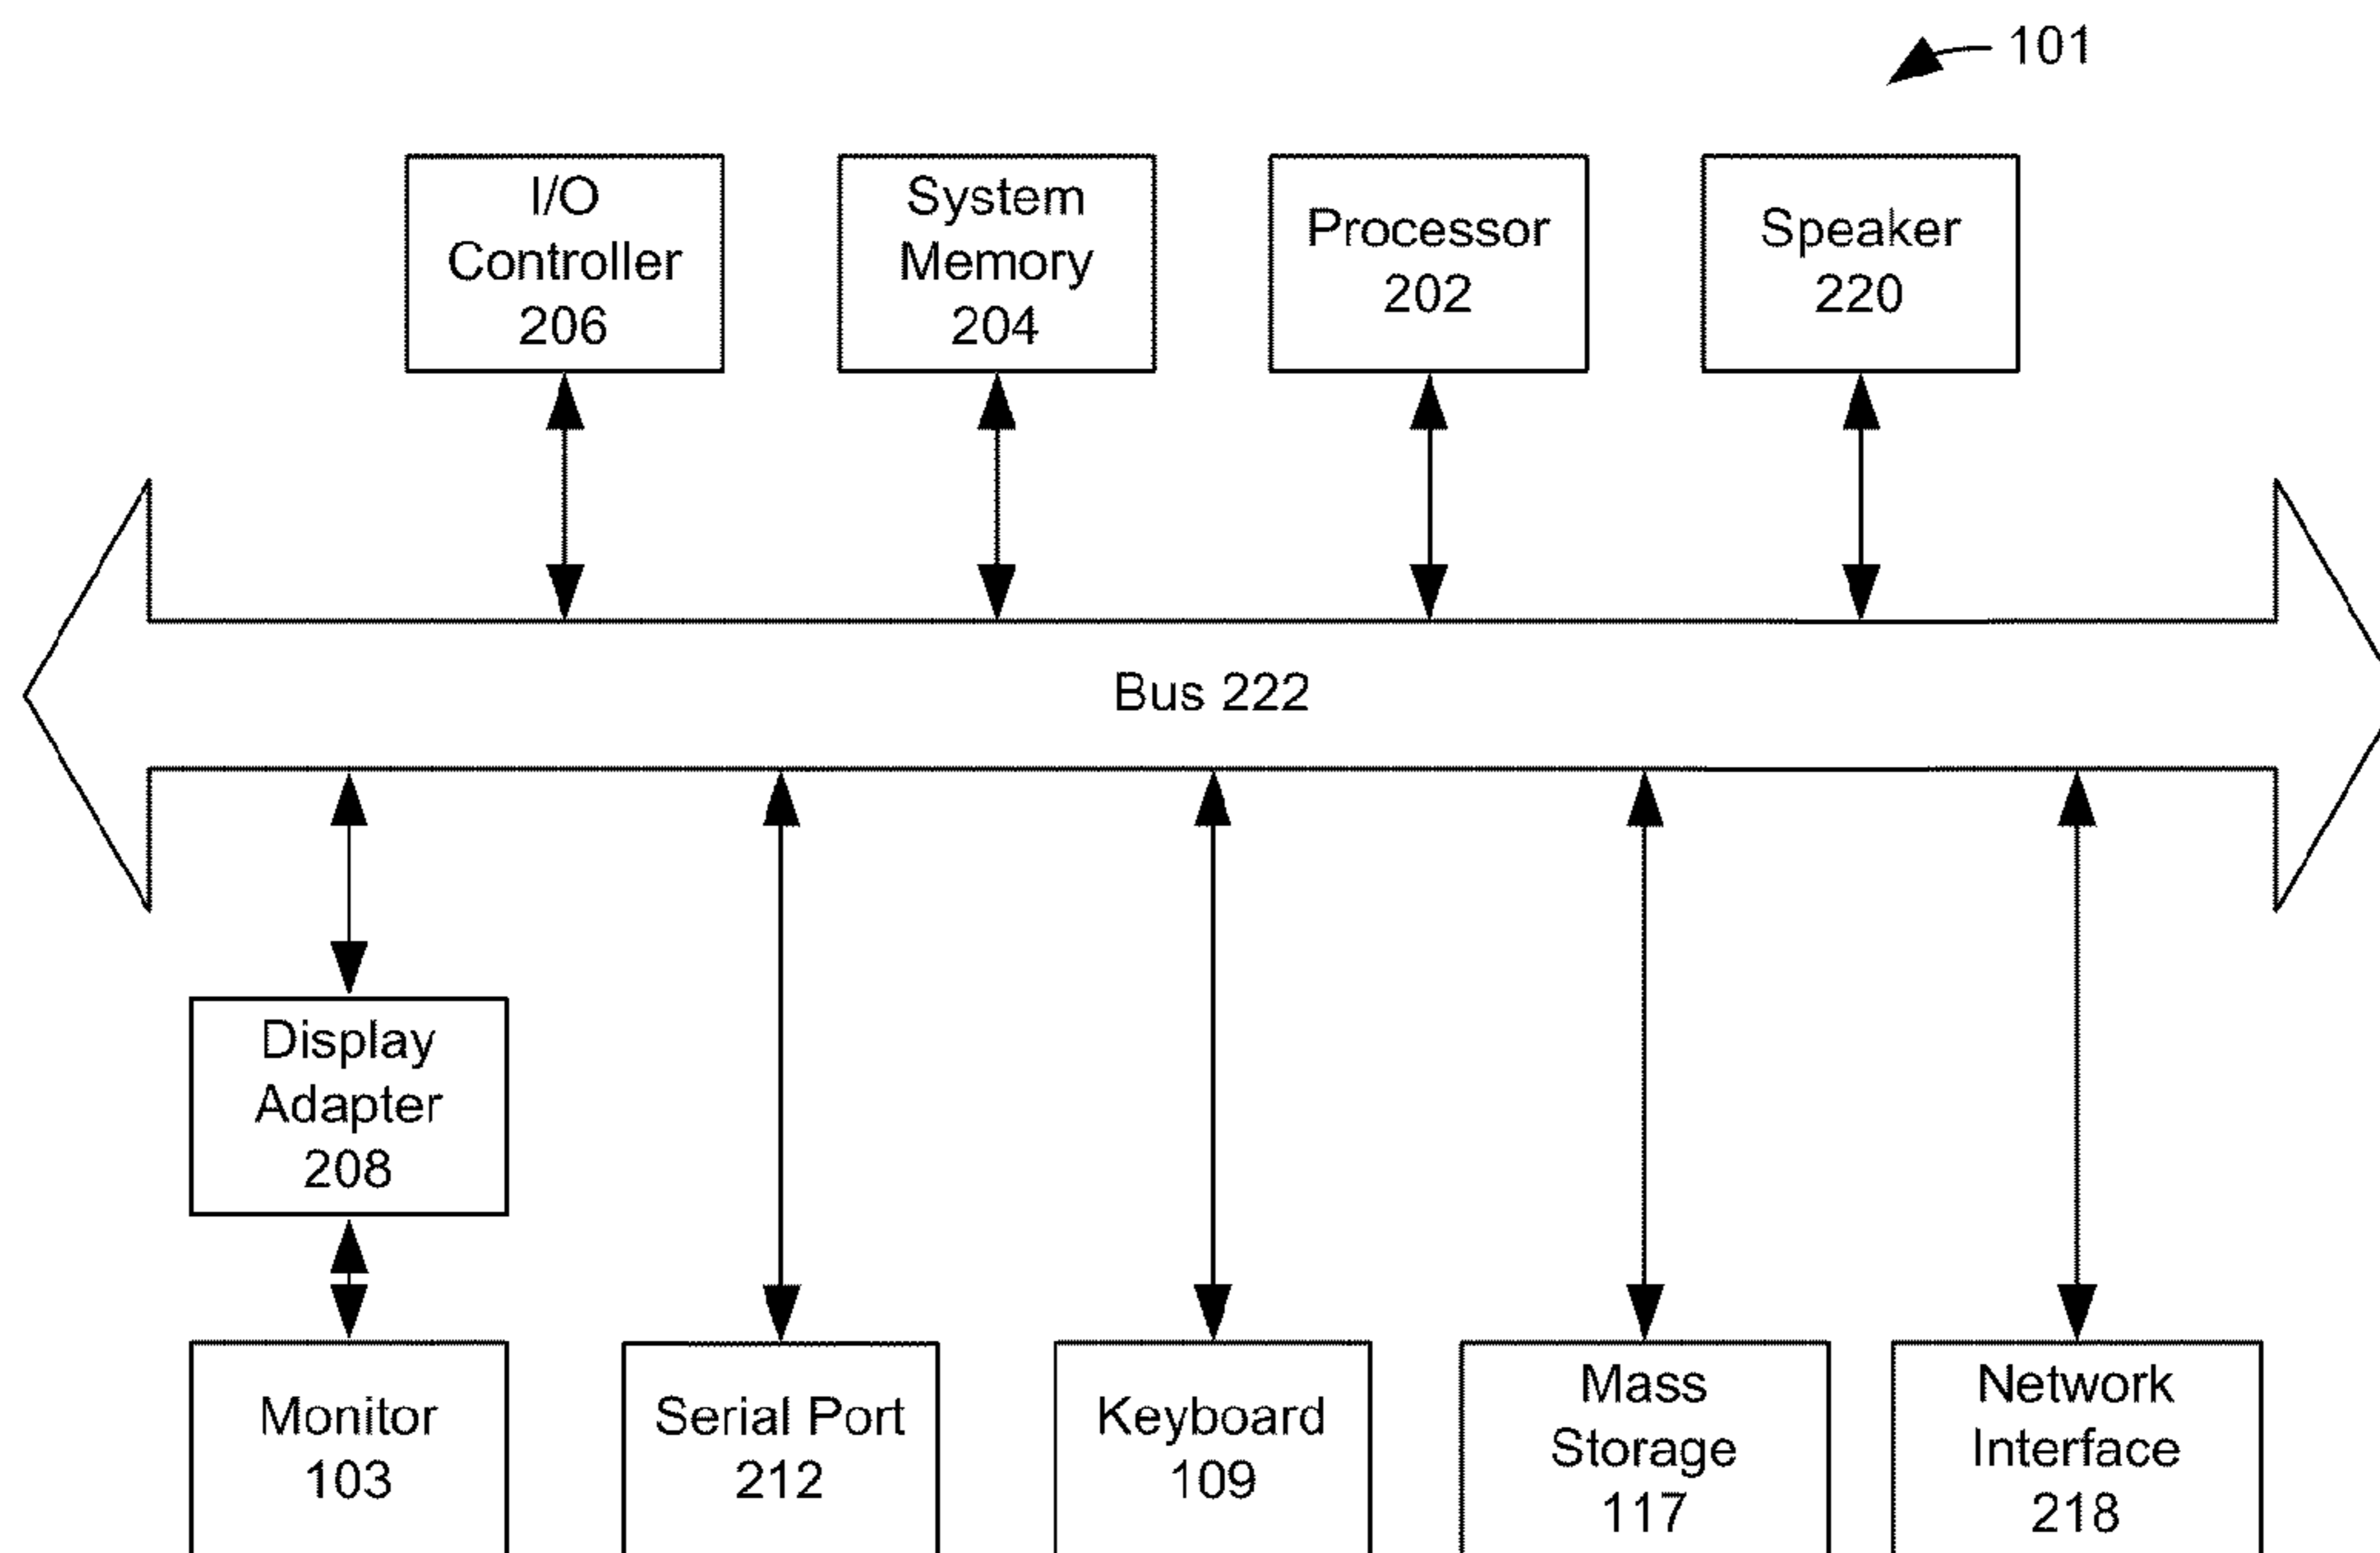 101
I/O
Controller
206
System
Memory
204
Processor
202
Speaker
220
Bus 222
Display
Adapter
208
Monitor
103
Serial Port
212
Keyboard
109
Mass
Storage
117
Network
Interface
218